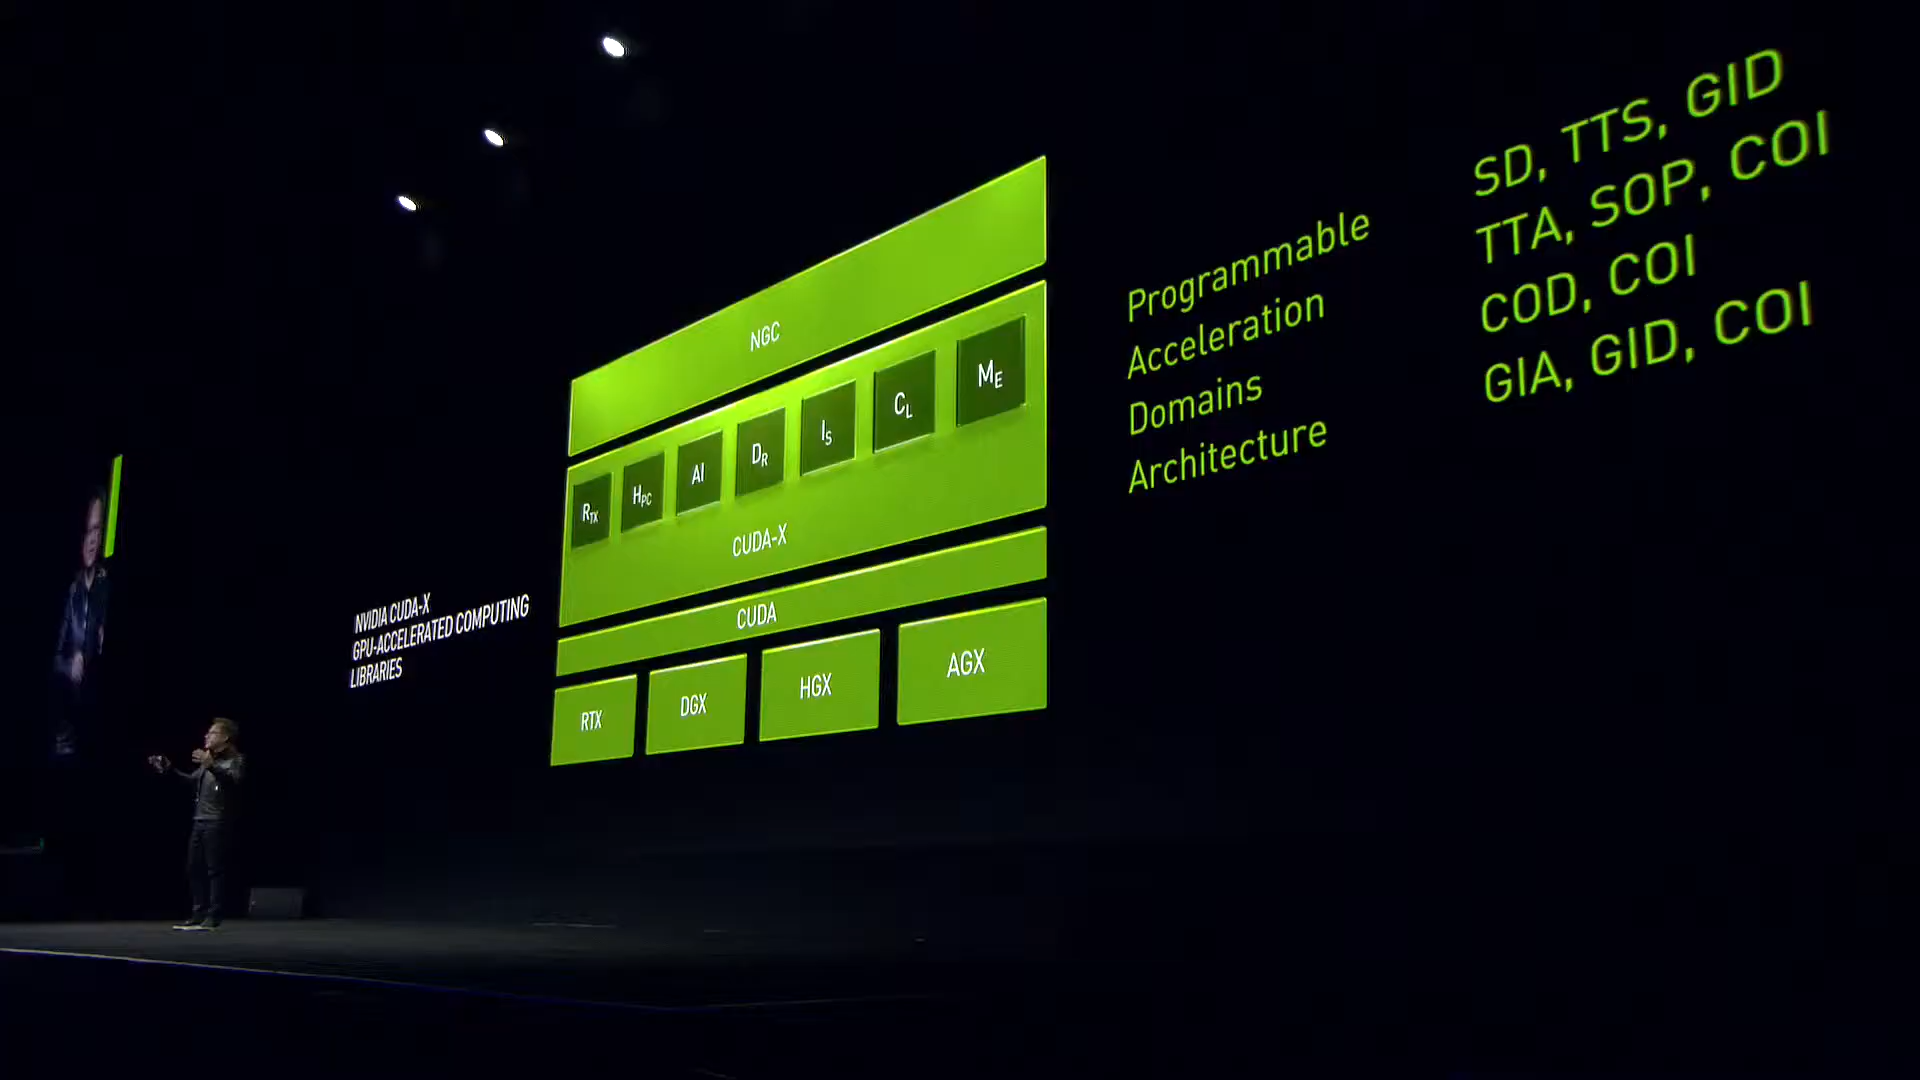 NVIDIA CUDA-X
GPU-ACCELERATED COMPUTING
LIBRARIES
NGC
RTX
HPC
AI
DR
IS
CL
ME
CUDA-X
CUDA
RTX
DGX
HGX
AGX
Programmable
Acceleration
Domains
Architecture
SD, TTS, GID
TTA, SOP, COI
COD, COI
GIA, GID, COI